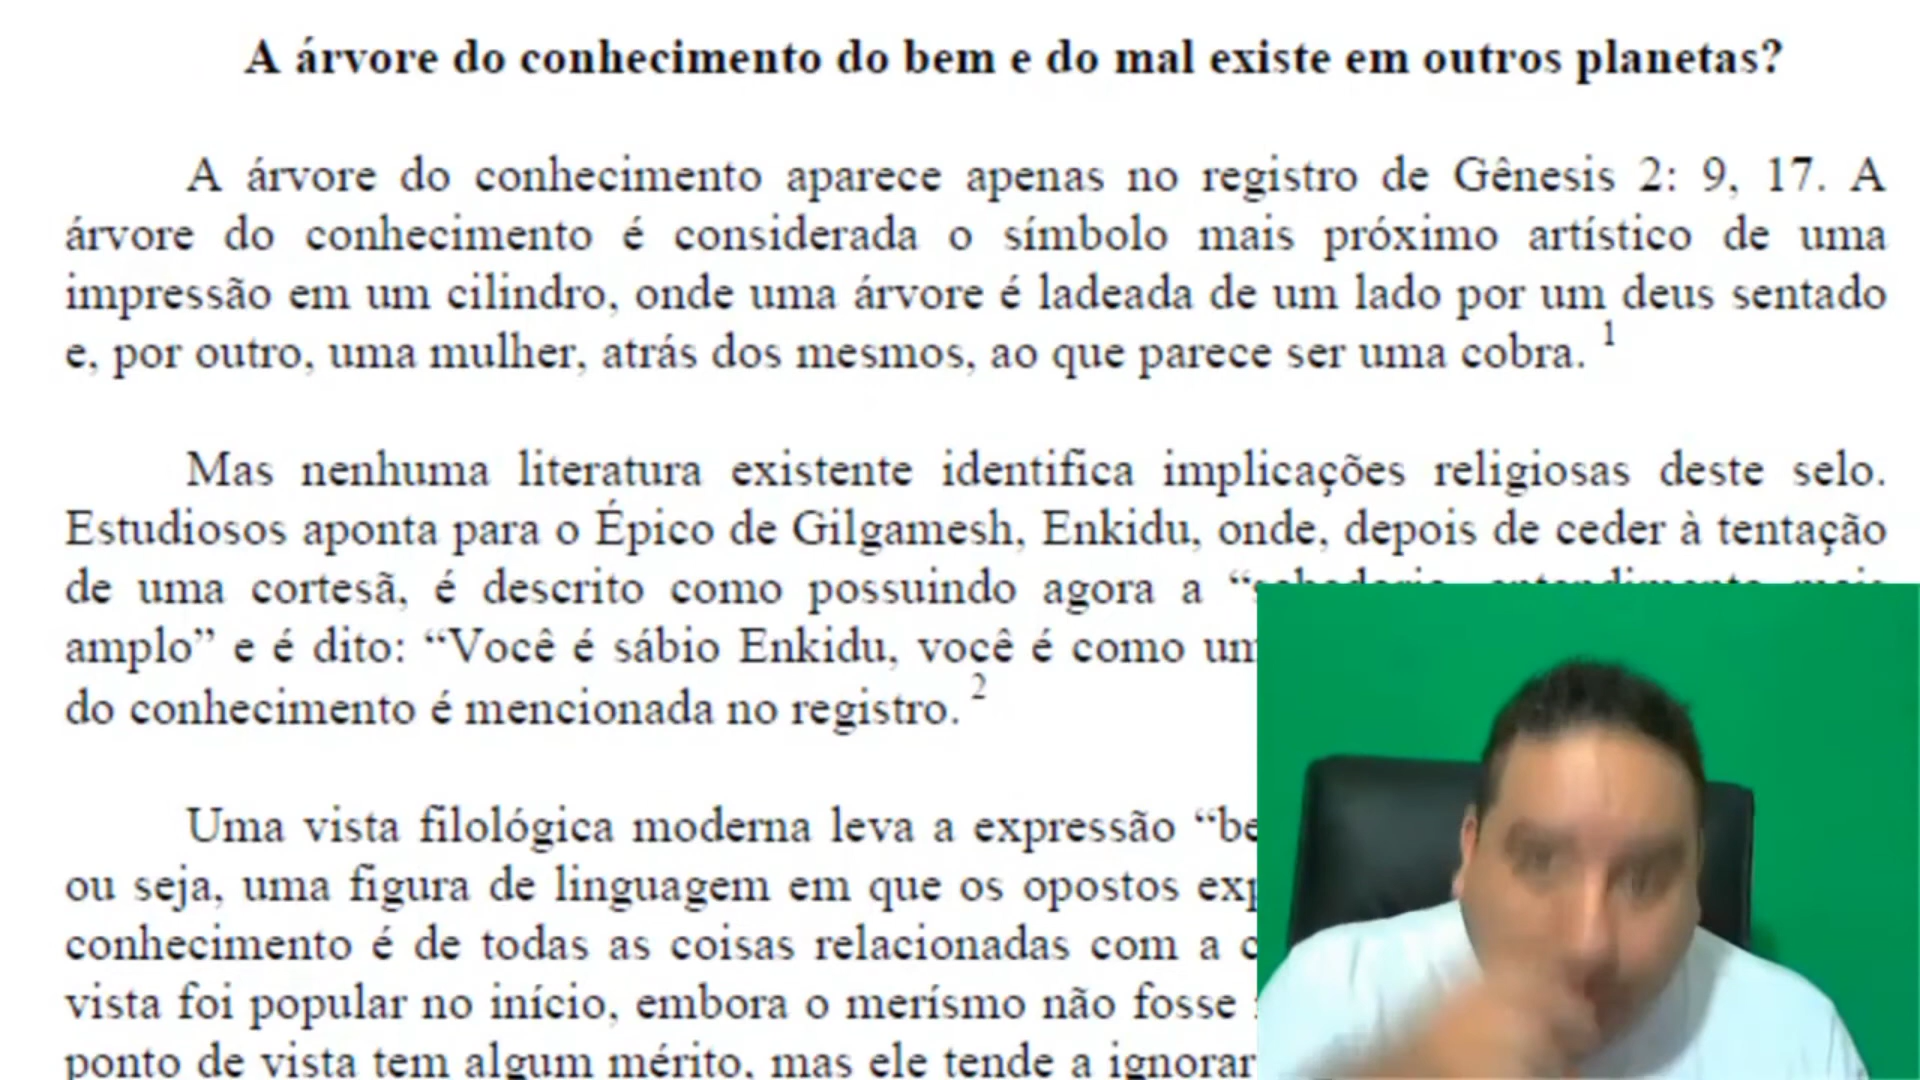 A árvore do conhecimento do bem e do mal existe em outros planetas?
A árvore do conhecimento aparece apenas no registro de Gênesis 2: 9, 17. A
árvore do conhecimento é considerada o símbolo mais próximo artístico de uma
impressão em um cilindro, onde uma árvore é ladeada de um lado por um deus sentado
e, por outro, uma mulher, atrás dos mesmos, ao que parece ser uma cobra. 1
Mas nenhuma literatura existente identifica implicações religiosas deste selo.
Estudiosos aponta para o Épico de Gilgamesh, Enkidu, onde, depois de ceder à tentação
de uma cortesã, é descrito como possuindo agora a
amplo” e é dito: “Você é sábio Enkidu, você é como
do conhecimento é mencionada no registro. 2
Uma vista filológica moderna leva a expressão
ou seja, uma figura de linguagem em que os opostos
conhecimento é de todas as coisas relacionadas com a
vista foi popular no início, embora o merísmo não fosse
ponto de vista tem algum mérito, mas ele tende a ignorar